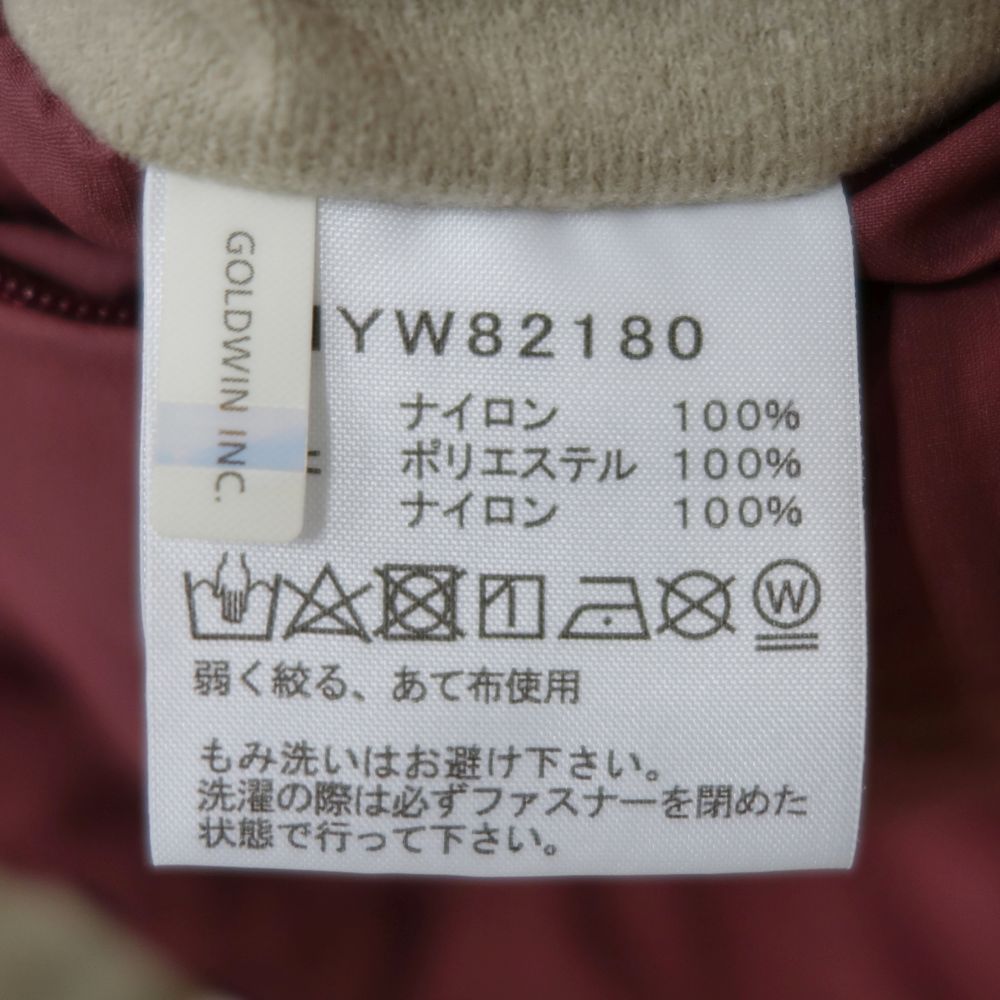 GOLDWIN INC.
YW82180
ナイロン 100%
ポリエステル 100%
ナイロン 100%
W
弱く絞る、あて布使用
もみ洗いはお避け下さい。
洗濯の際は必ずファスナーを閉めた
状態で行って下さい。